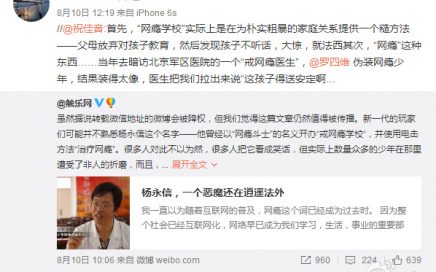 8月10日 12:19 来自 iPhone 6s
//@祝佳音:首先，“网瘾学校”实际上是在为朴实粗暴的家庭关系提供一个糙方法
——父母放弃对孩子教育，然后发现孩子不听话，大惊，就法西其次，“网瘾”这种
东西……当年去暗访北京军区医院的一个“戒网瘾医生”，@罗四维 伪装网瘾少
年，结果装得太像，医生把我们拉出来说“这孩子得送安定啊…
@触乐网
虽然据说转载微信地址的微博会被降权，但我们觉得这篇文章仍然值得被传播。新一代的玩家
们可能并不熟悉杨永信这个名字——他曾经以“网瘾斗士”的名义开办“戒网瘾学校”，并使用电击
方法“治疗网瘾”。很多人对此不以为然，很多人把它看成笑话，但实际上数量众多的少年在那里
遭受了非人的折磨，而且，... 展开全文
杨永信，一个恶魔还在逍遥法外
我一直以为随着互联网的普及，网瘾这个词已经成为过去时。 因为整
个社会已经互联网化，网络早已成为我们学习，生活，事业的重要部
8月10日 10:06 来自 微博 weibo.com
960
224
639